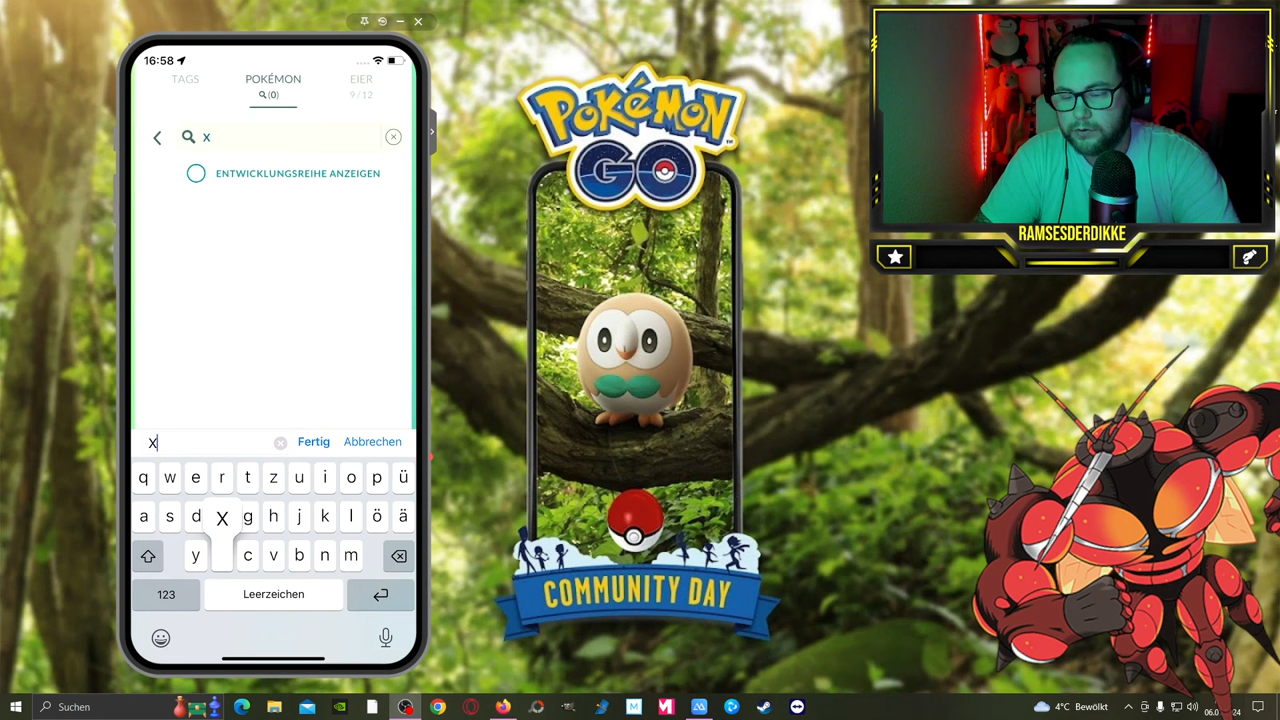 16:58
TAGS
POKÉMON
(0)
EIER
9 / 12
X
ENTWICKLUNGSREIHE ANZEIGEN
X
Fertig
Abbrechen
q w e r t z u i o p ü
a s d X g h j k l ö ä
y c v b n m
123
Leerzeichen
POKÉMON
GO
COMMUNITY DAY
RAMSESDERDIKKE
Suchen
4°C Bewölkt